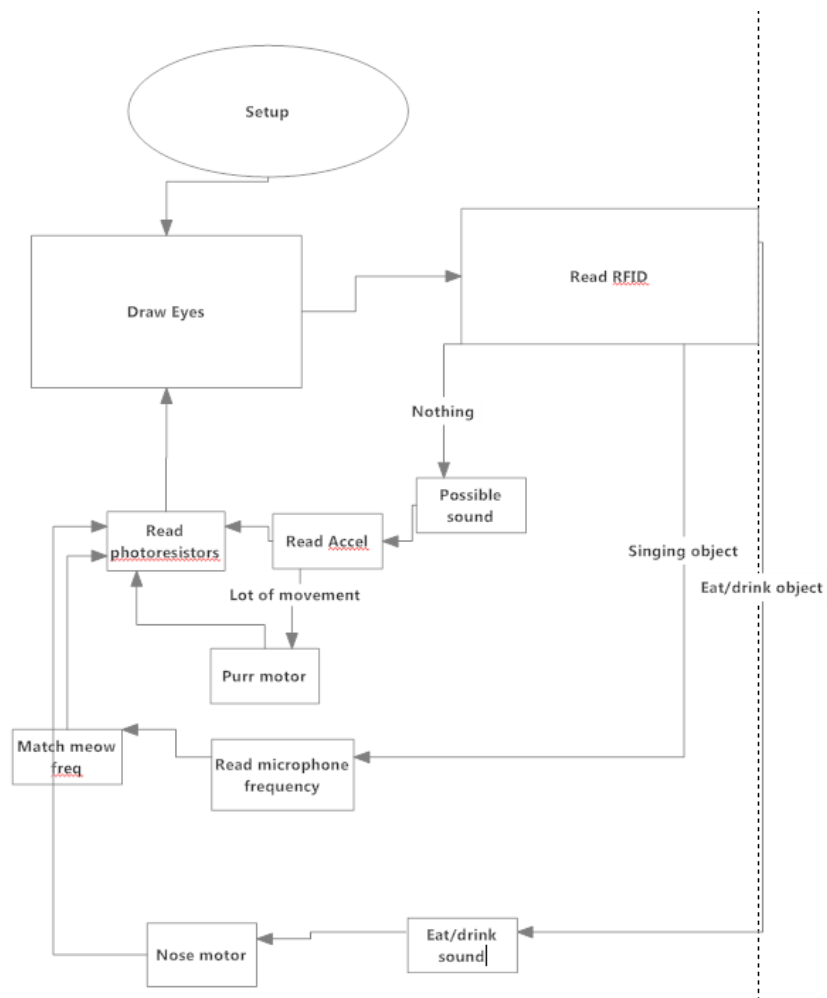 Setup
Draw Eyes
Read RFID
Nothing
Possible
sound
Read
photoresistors
Read Accel
Singing object
Eat/drink object
Lot of movement
Purr motor
Match meow
freq
Read microphone
frequency
Eat/drink
sound
Nose motor